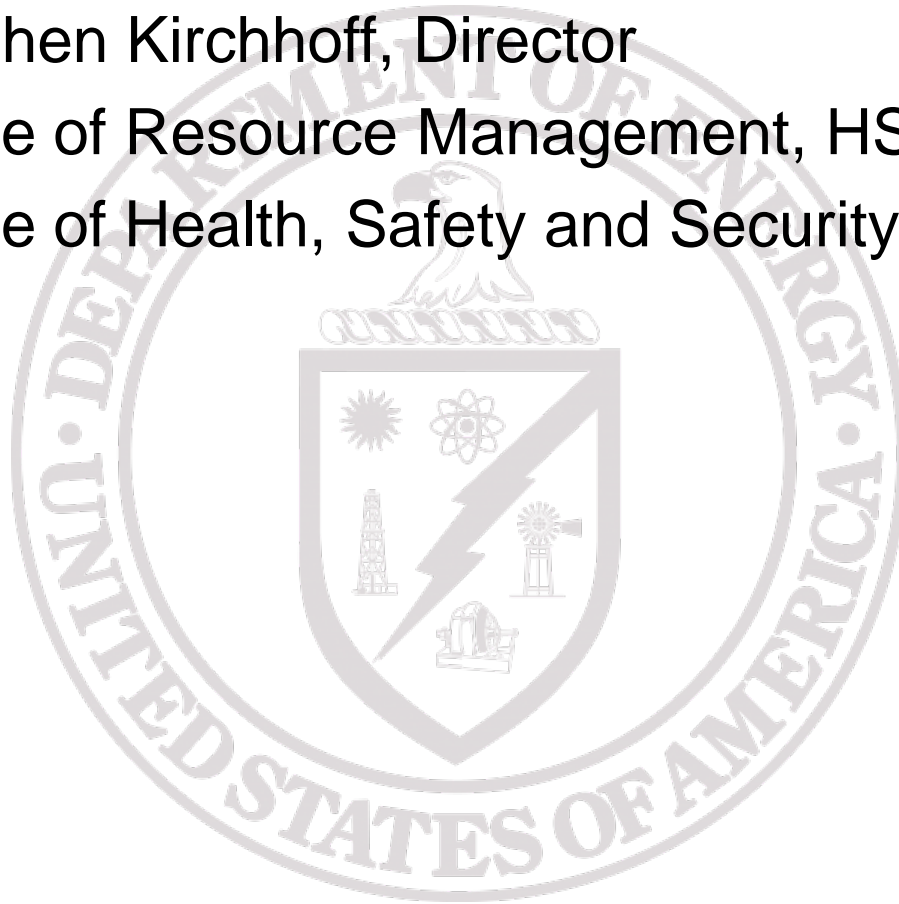 hen Kirchhoff, Director
e of Resource Management, HS
e of Health, Safety and Security
DEPARTMENT OF ENERGY
UNITED STATES OF AMERICA